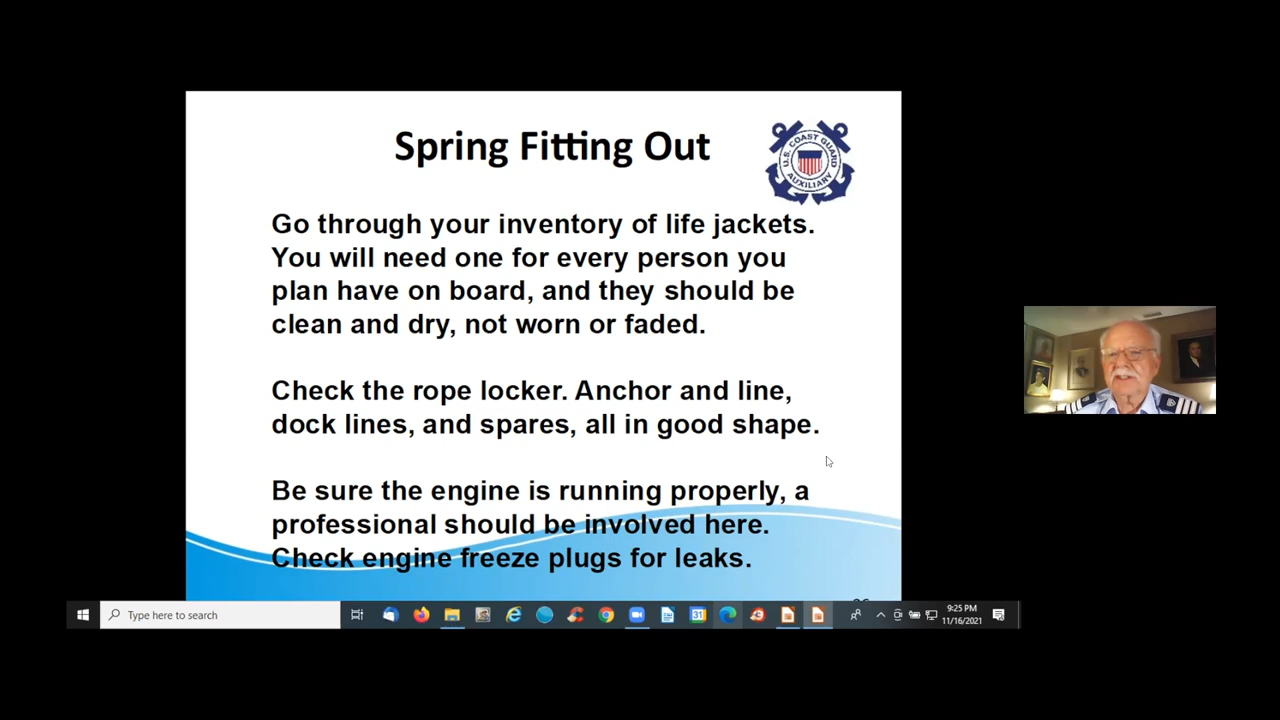 Spring Fitting Out
U.S. COAST GUARD
AUXILIARY
Go through your inventory of life jackets.
You will need one for every person you
plan have on board, and they should be
clean and dry, not worn or faded.
Check the rope locker. Anchor and line,
dock lines, and spares, all in good shape.
Be sure the engine is running properly, a
professional should be involved here.
Check engine freeze plugs for leaks.
Type here to search
31
9:25 PM
11/16/2021